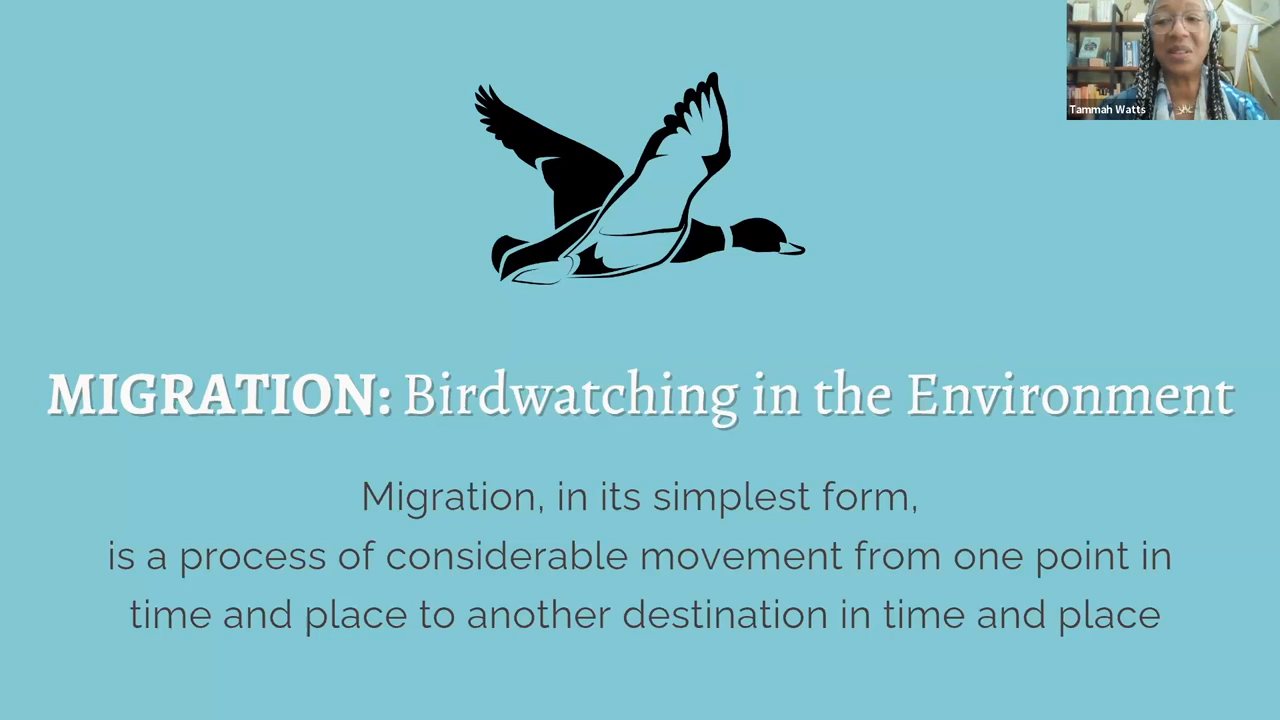 Tammah Watts
MIGRATION: Birdwatching in the Environment
Migration, in its simplest form,
is a process of considerable movement from one point in
time and place to another destination in time and place